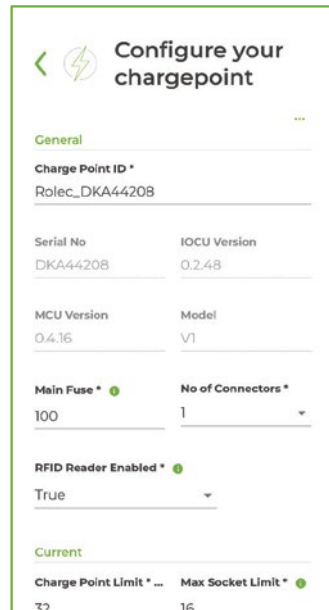 Configure your
chargepoint
...
General
Charge Point ID *
Rolec_DKA44208
Serial No IOCU Version
DKA44208 0.2.48
MCU Version Model
0.4.16 V1
Main Fuse * No of Connectors *
100 1
RFID Reader Enabled *
True
Current
Charge Point Limit * ... Max Socket Limit *
32 16